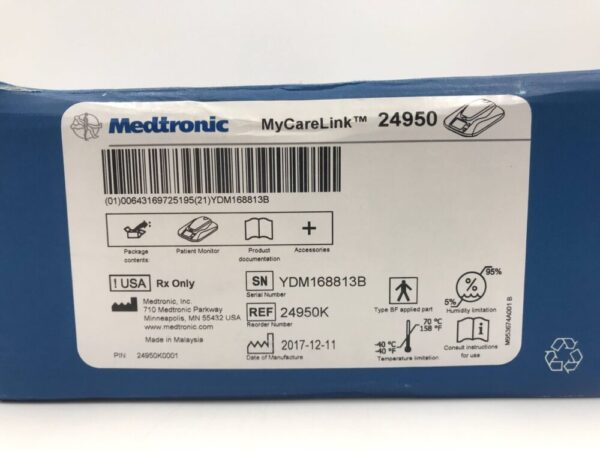 Medtronic MyCareLink™ 24950
(01)00643169725195(21)YDM168813B
Package contents:
Patient Monitor
Product documentation
Accessories
! USA Rx Only
Medtronic, Inc.
710 Medtronic Parkway
Minneapolis, MN 55432 USA
www.medtronic.com
Made in Malaysia
P/N 24950K0001
SN YDM168813B
Serial Number
REF 24950K
Reorder Number
2017-12-11
Date of Manufacture
Type BF applied part
95%
%
5%
Humidity limitation
70 °C
158 °F
-40 °C
-40 °F
Temperature limitation
i
Consult instructions
for use
M953674A001 B